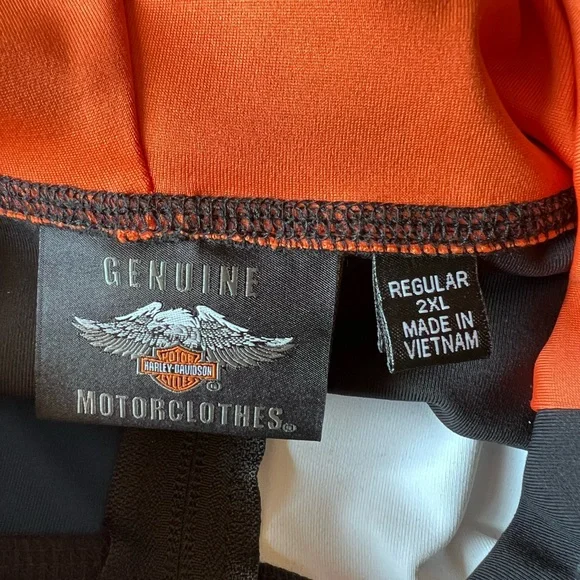 GENUINE
MOTOR
HARLEY-DAVIDSON
CYCLES
®
MOTORCLOTHES®
REGULAR
2XL
MADE IN
VIETNAM